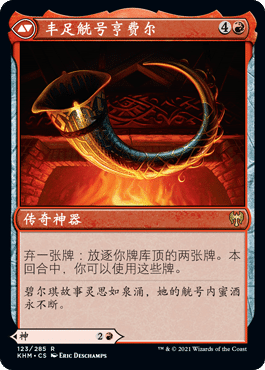 丰足觥号亨费尔 4
传奇神器
弃一张牌：放逐你牌库顶的两张牌。本
回合中，你可以使用这些牌。
碧尔琪故事灵思如泉涌，她的觥内蜜酒
永不断。
神 2
123/285 R
KHM • CS ERIC DESCHAMPS
™ & © 2021 Wizards of the Coast